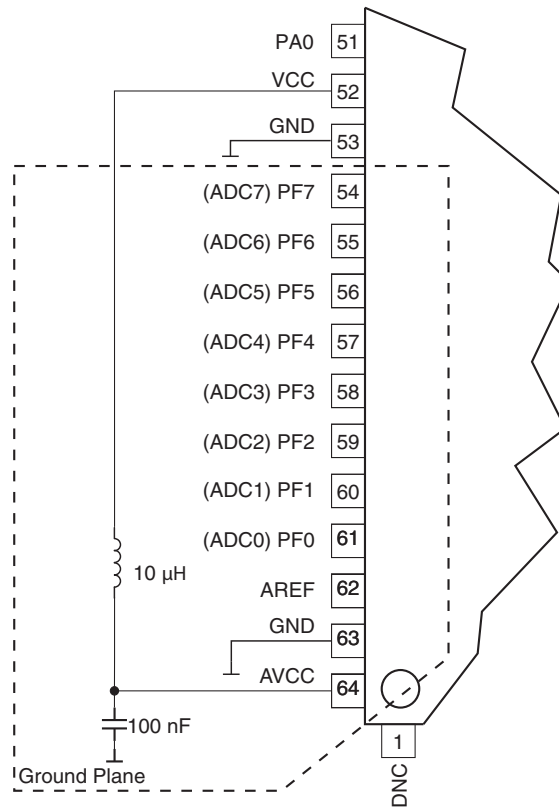 PA0 51
VCC 52
GND 53
(ADC7) PF7 54
(ADC6) PF6 55
(ADC5) PF5 56
(ADC4) PF4 57
(ADC3) PF3 58
(ADC2) PF2 59
(ADC1) PF1 60
(ADC0) PF0 61
10 μH
AREF 62
GND 63
AVCC 64
100 nF
1
Ground Plane
DNC